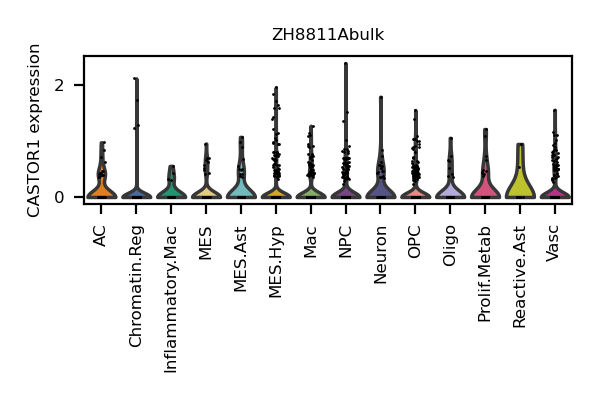 ZH8811Abulk
CASTOR1 expression
2
0
AC
Chromatin.Reg
Inflammatory.Mac
MES
MES.Ast
MES.Hyp
Mac
NPC
Neuron
OPC
Oligo
Prolif.Metab
Reactive.Ast
Vasc